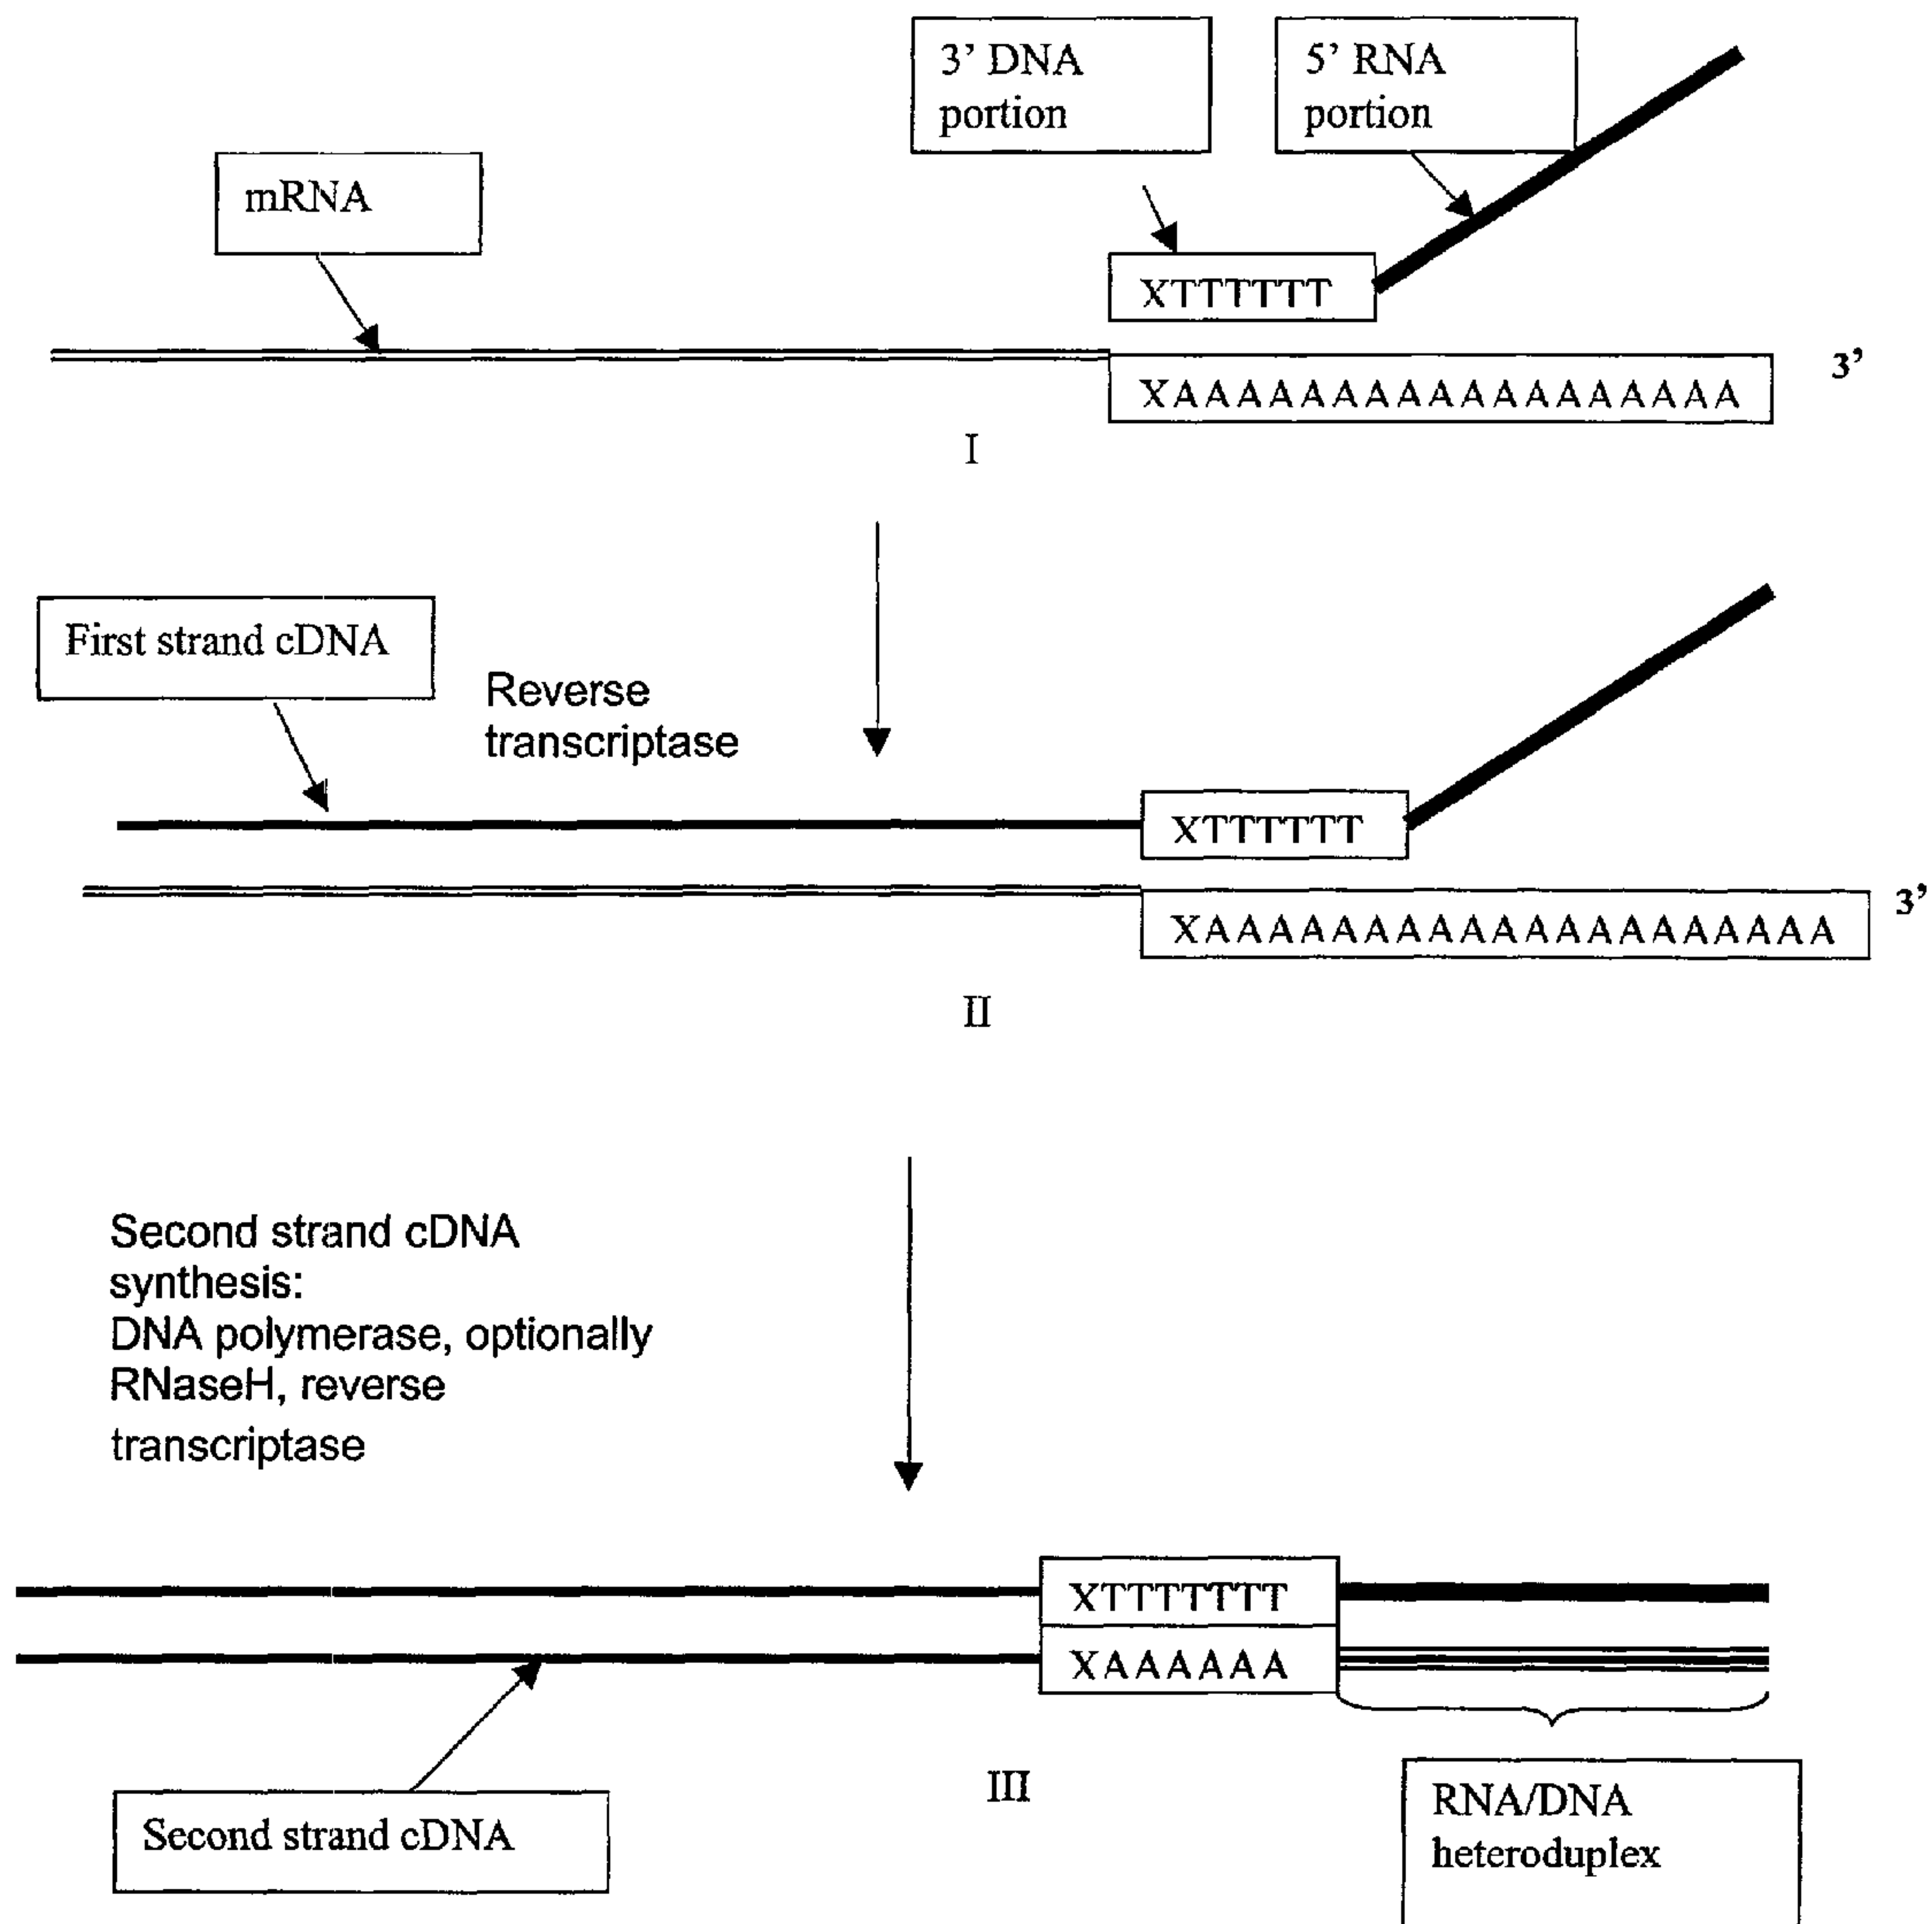 3’ DNA
portion
5’ RNA
portion
mRNA
XTTTTTT
3’
XAAAAAAAAAAAAAAAAAA
I
First strand cDNA
Reverse
transcriptase
XTTTTTT
3’
XAAAAAAAAAAAAAAAAAAAA
II
Second strand cDNA
synthesis:
DNA polymerase, optionally
RNaseH, reverse
transcriptase
XTTTTTTT
XAAAAAA
III
Second strand cDNA
RNA/DNA
heteroduplex